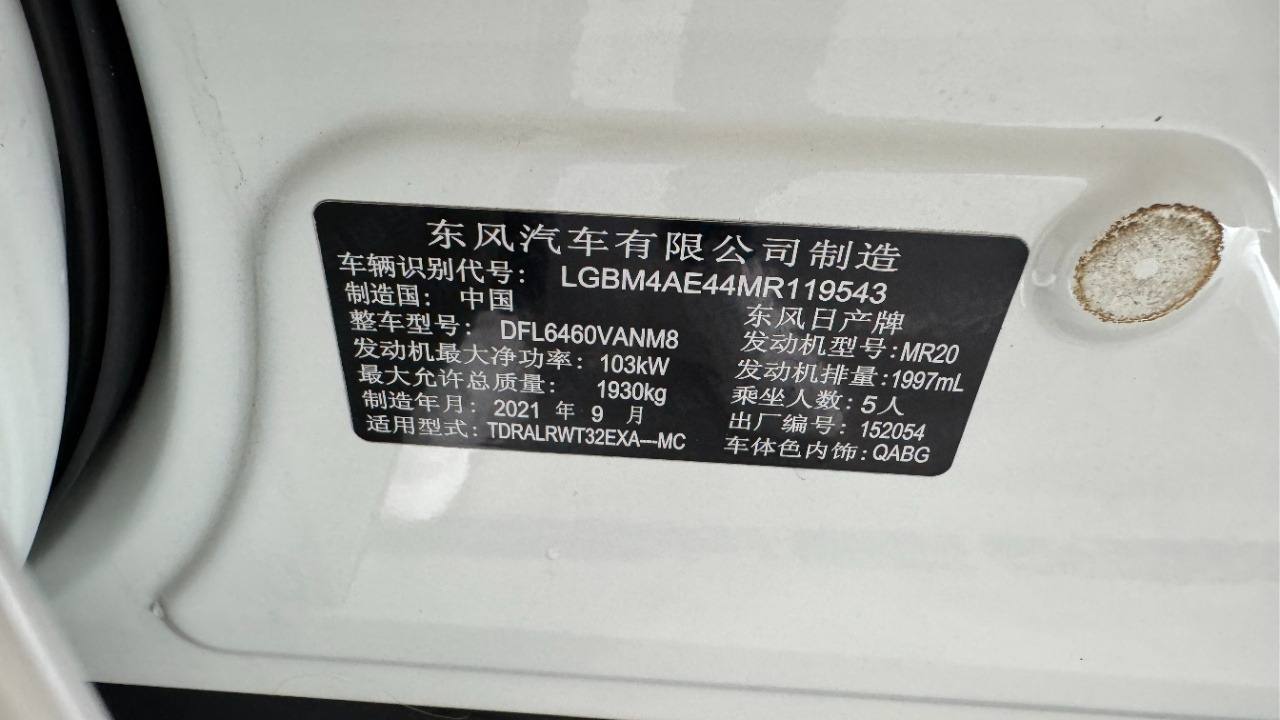 东风汽车有限公司制造
车辆识别代号: LGBM4AE44MR119543
制造国: 中国 东风日产牌
整车型号: DFL6460VANM8 发动机型号:MR20
发动机最大净功率: 103kW 发动机排量:1997mL
最大允许总质量: 1930kg 乘坐人数: 5人
制造年月: 2021 年 9 月 出厂编号: 152054
适用型式: TDRALRWT32EXA---MC 车体色内饰:QABG